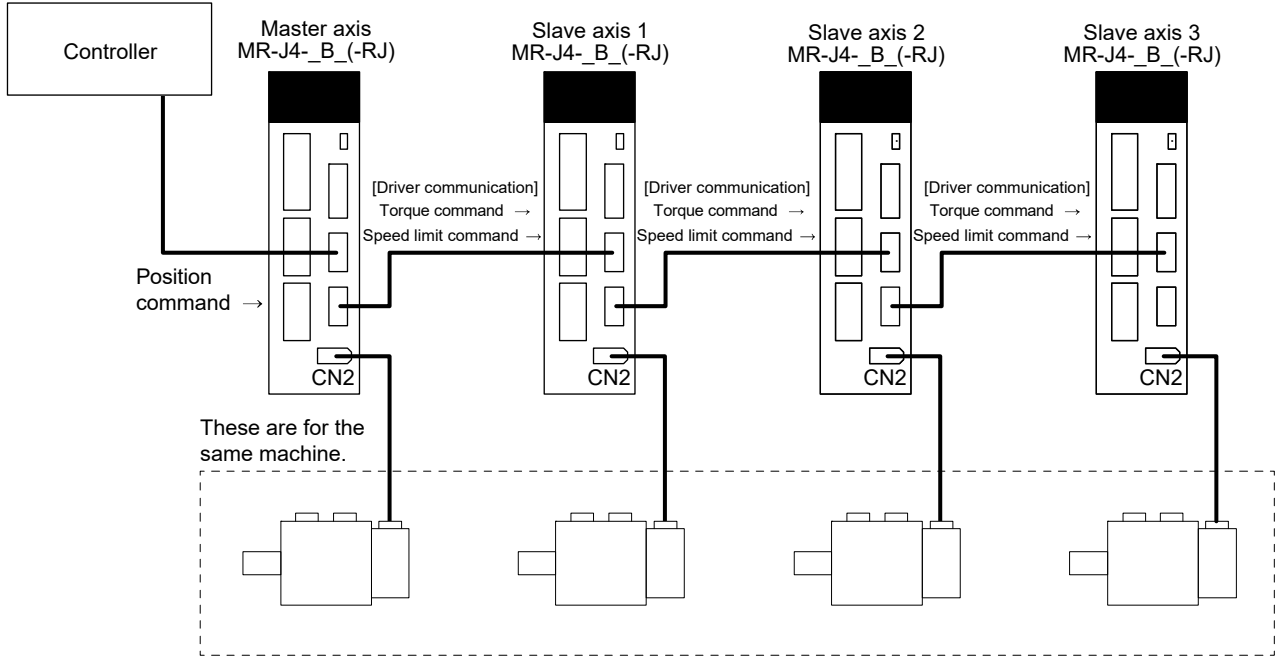 Controller
Master axis
MR-J4-_B_(-RJ)
Slave axis 1
MR-J4-_B_(-RJ)
Slave axis 2
MR-J4-_B_(-RJ)
Slave axis 3
MR-J4-_B_(-RJ)
[Driver communication]
Torque command →
Speed limit command →
[Driver communication]
Torque command →
Speed limit command →
[Driver communication]
Torque command →
Speed limit command →
Position
command →
CN2
CN2
CN2
CN2
These are for the
same machine.